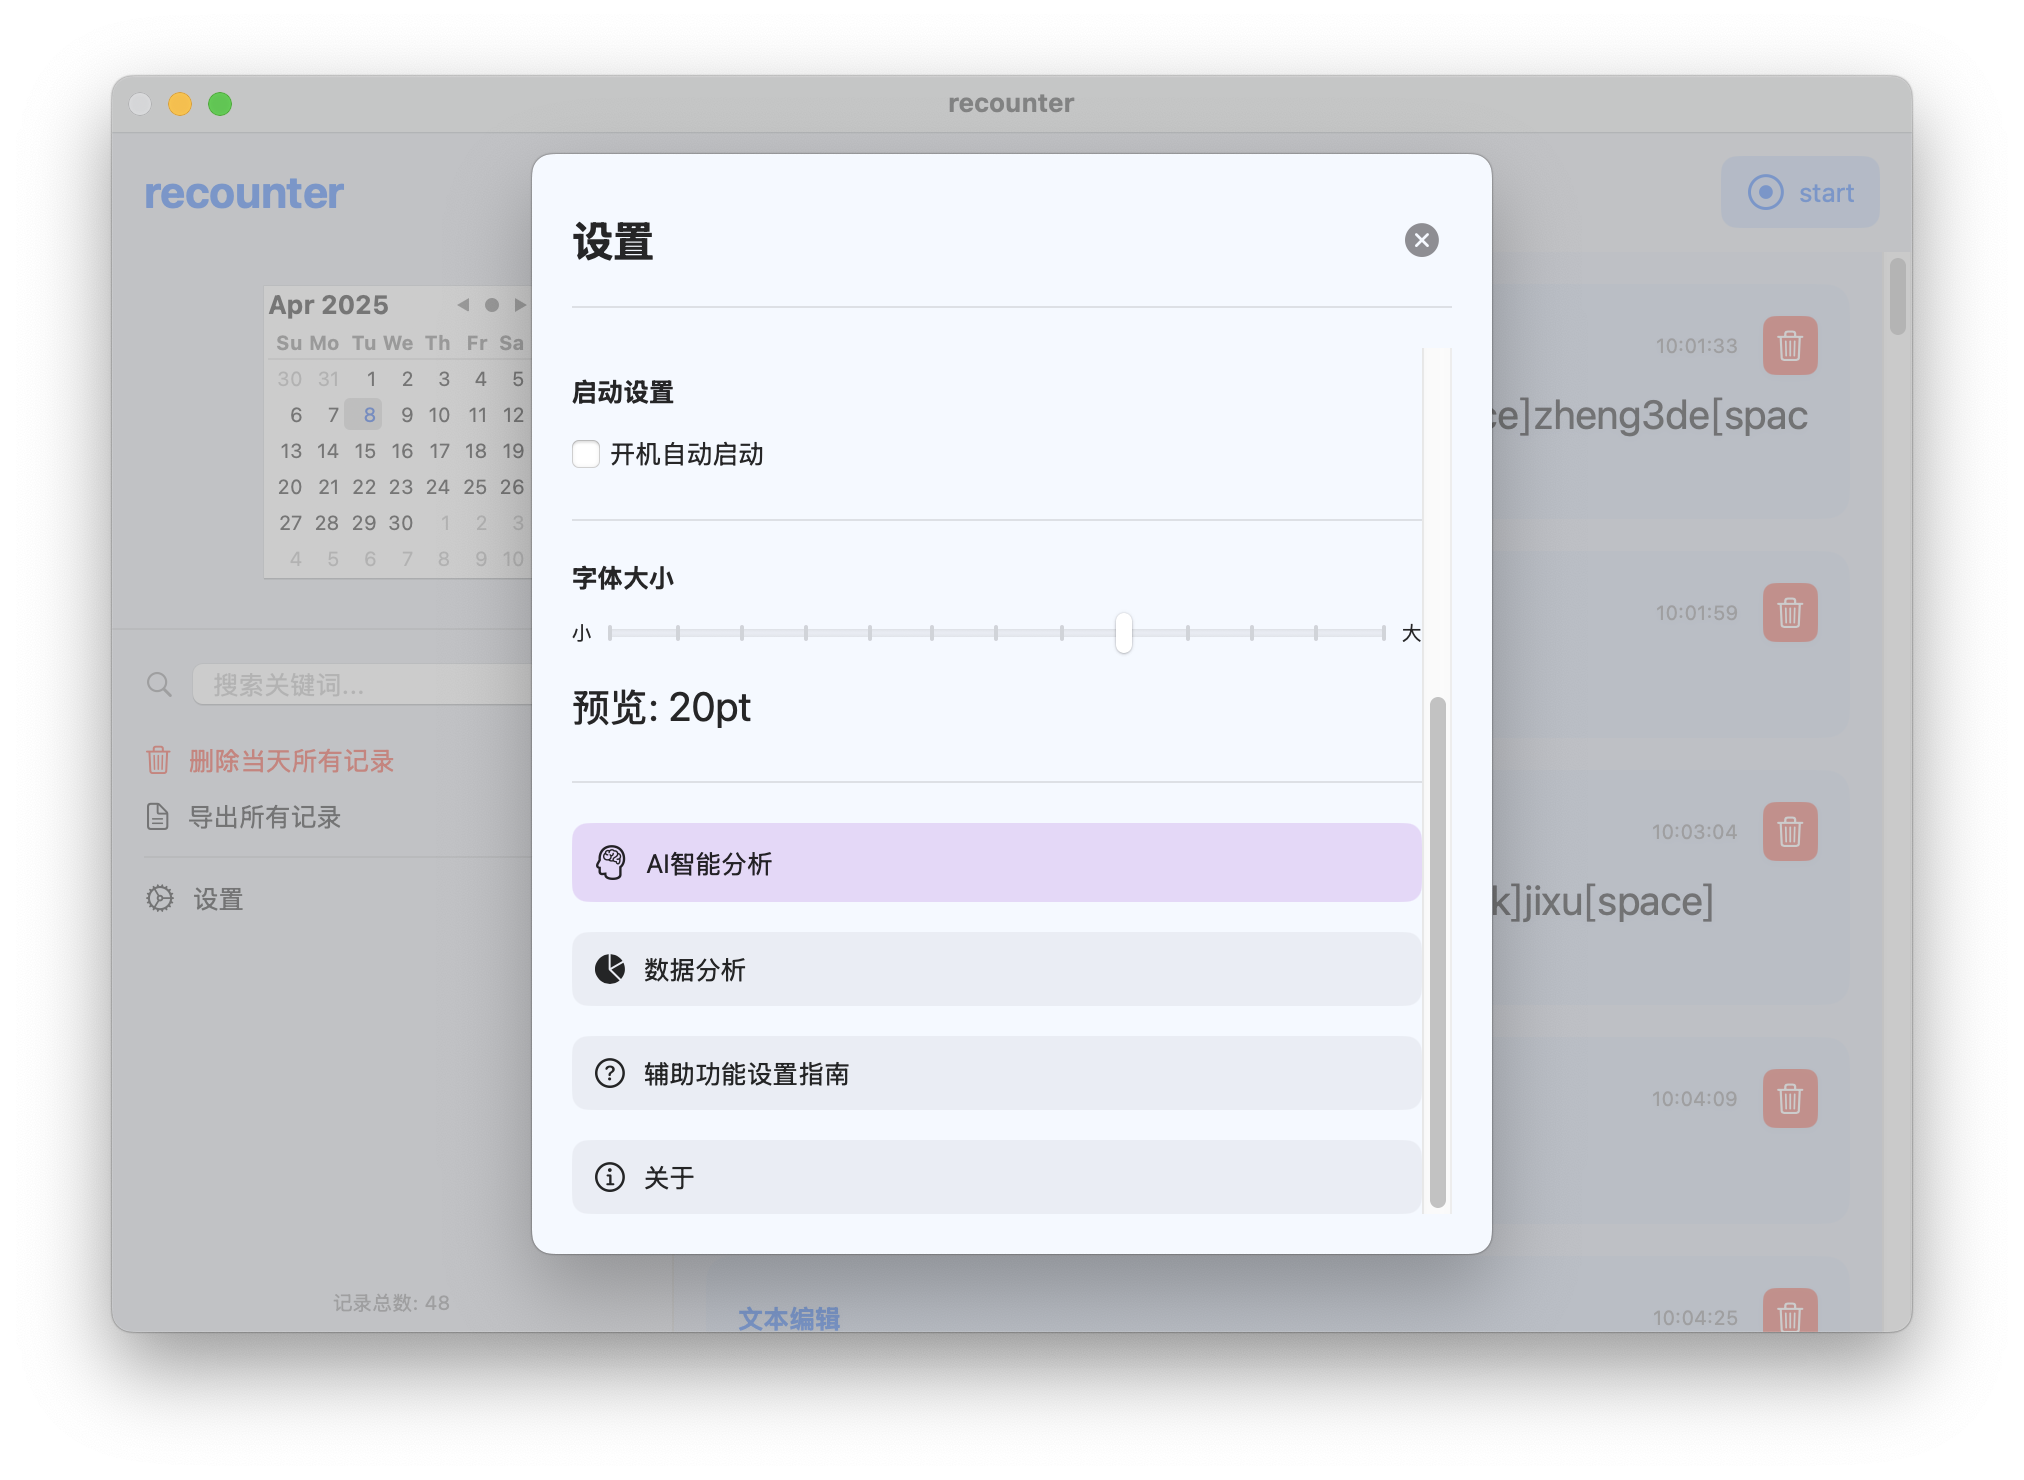 recounter
recounter
start
Apr 2025
Su Mo Tu We Th Fr Sa
30 31 1 2 3 4 5
6 7 8 9 10 11 12
13 14 15 16 17 18 19
20 21 22 23 24 25 26
27 28 29 30 1 2 3
4 5 6 7 8 9 10
搜索关键词...
删除当天所有记录
导出所有记录
设置
记录总数: 48
设置
启动设置
开机自动启动
字体大小
小 大
预览: 20pt
AI智能分析
数据分析
辅助功能设置指南
关于
10:01:33
ce]zheng3de[spac
10:01:59
10:03:04
k]jixu[space]
10:04:09
文本编辑 10:04:25